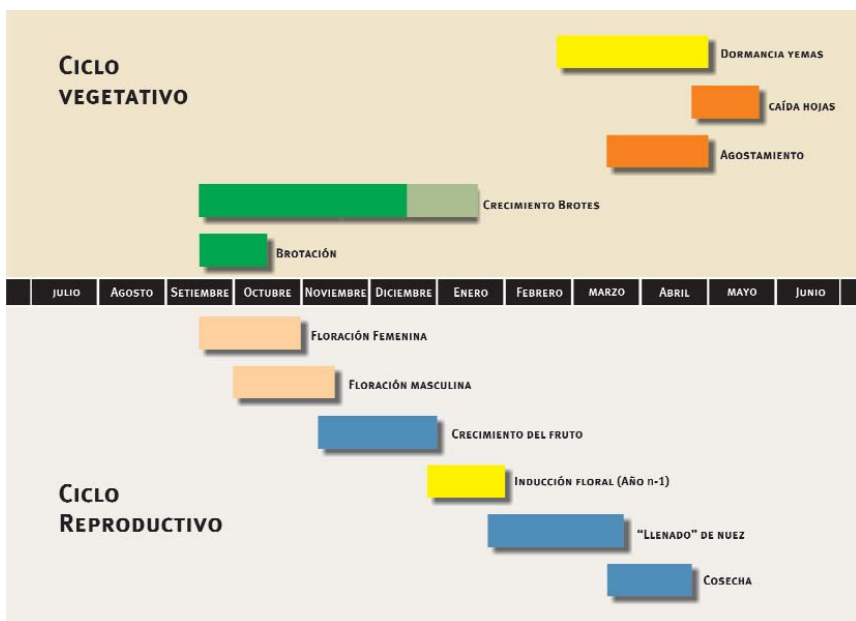 Ciclo
vegetativo
Dormancia yemas
caída hojas
Agostamiento
Crecimiento Brotes
Brotación
julio Agosto Setiembre Octubre Noviembre Diciembre Enero Febrero marzo Abril mayo Junio
Floración Femenina
Floración masculina
Crecimiento del fruto
Inducción floral (Año n-1)
Ciclo
Reproductivo
“Llenado” de nuez
Cosecha